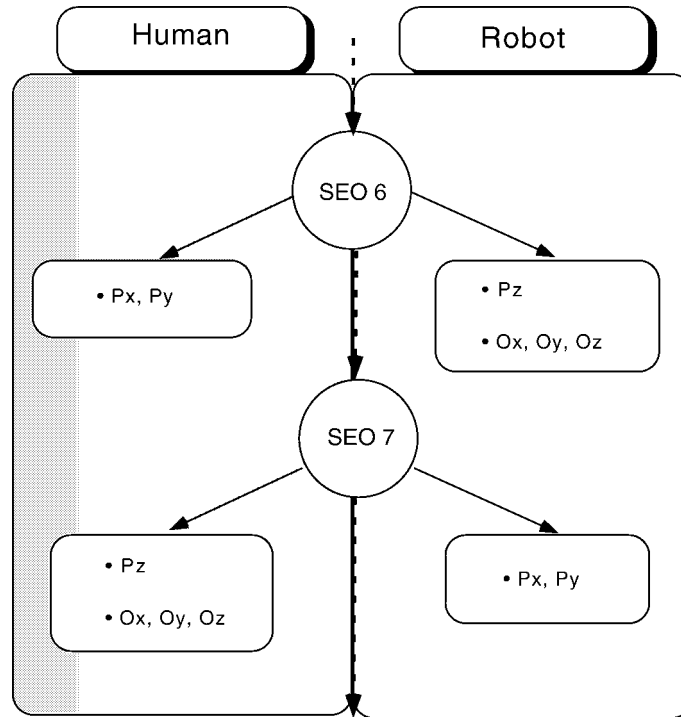 Human
Robot
SEO 6
• Px, Py
• Pz
• Ox, Oy, Oz
SEO 7
• Pz
• Ox, Oy, Oz
• Px, Py